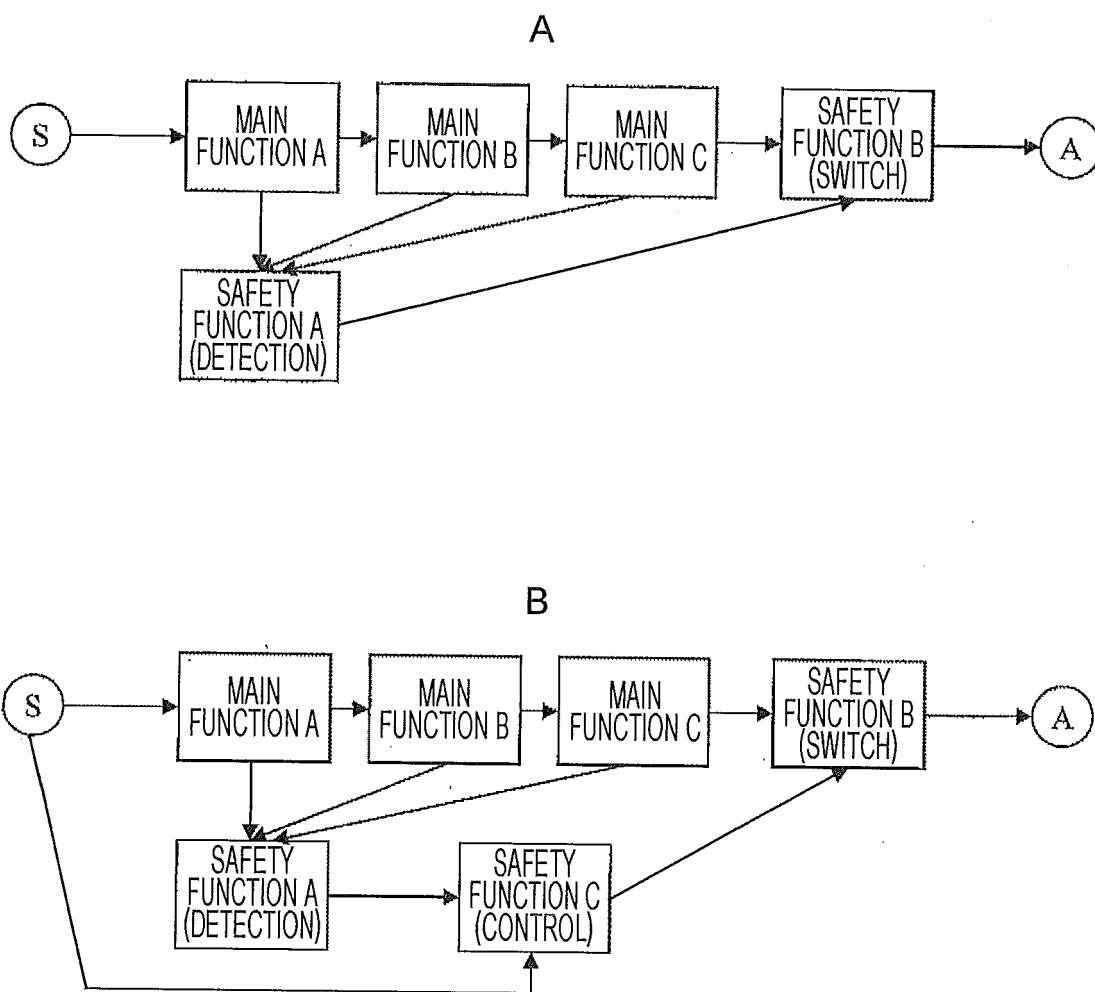 A
S
MAIN
FUNCTION A
MAIN
FUNCTION B
MAIN
FUNCTION C
SAFETY
FUNCTION B
(SWITCH)
A
SAFETY
FUNCTION A
(DETECTION)
B
S
MAIN
FUNCTION A
MAIN
FUNCTION B
MAIN
FUNCTION C
SAFETY
FUNCTION B
(SWITCH)
A
SAFETY
FUNCTION A
(DETECTION)
SAFETY
FUNCTION C
(CONTROL)